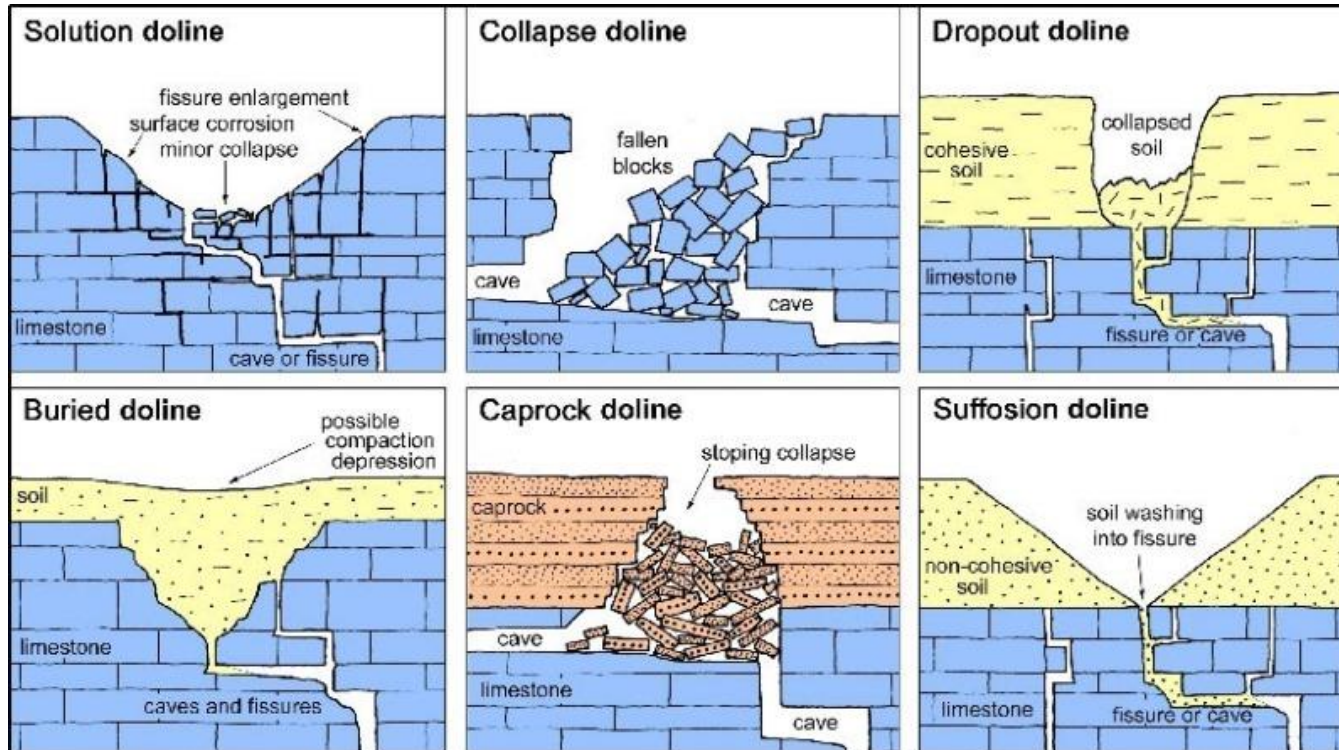 Solution doline
fissure enlargement
surface corrosion
minor collapse
limestone
cave or fissure
Collapse doline
fallen
blocks
cave
cave
limestone
Dropout doline
collapsed
soil
cohesive
soil
limestone
fissure or cave
Buried doline
possible
compaction
depression
soil
limestone
caves and fissures
Caprock doline
stoping collapse
caprock
cave
limestone
cave
Suffosion doline
soil washing
into fissure
non-cohesive
soil
limestone
fissure or cave